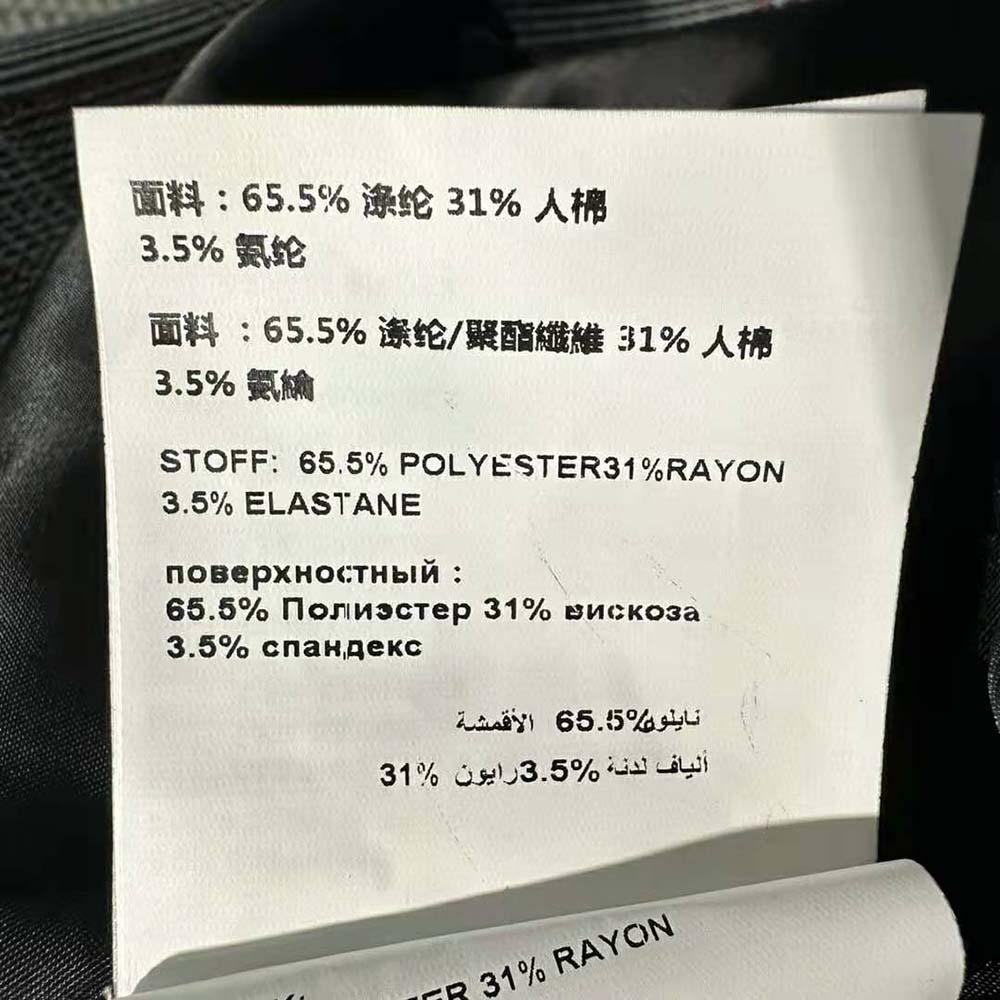 面料：65.5% 涤纶 31% 人棉
3.5% 氨纶
面料 ：65.5% 涤纶/聚酯纖維 31% 人棉
3.5% 氨綸
STOFF: 65.5% POLYESTER31%RAYON
3.5% ELASTANE
поверхностный :
65.5% Полиэстер 31% вискоза
3.5% спандекс
نايلون65.5% الأقمشة
ألياف لدنة 3.5%رايون 31%
31% RAYON